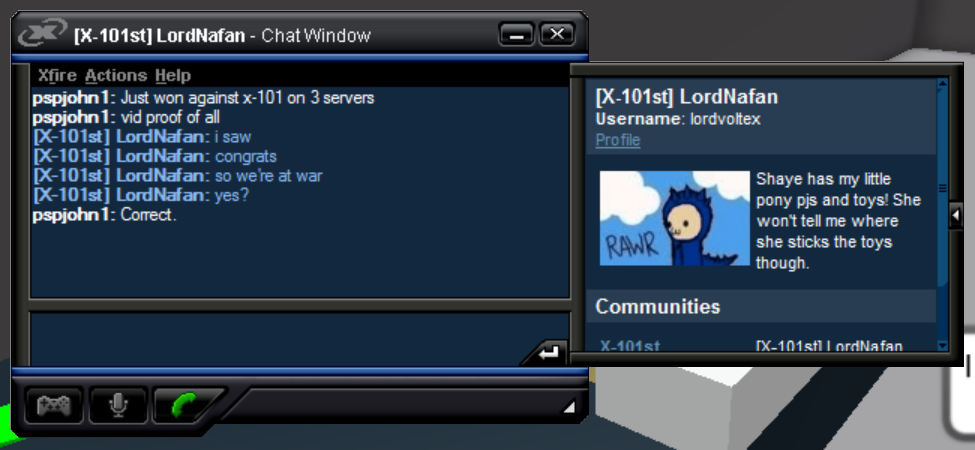 [X-101st] LordNafan - Chat Window
Xfire Actions Help
pspjohn1: Just won against x-101 on 3 servers
pspjohn1: vid proof of all
[X-101st] LordNafan: i saw
[X-101st] LordNafan: congrats
[X-101st] LordNafan: so we're at war
[X-101st] LordNafan: yes?
pspjohn1: Correct.
[X-101st] LordNafan
Username: lordvoltex
Profile
RAWR
Shaye has my little
pony pjs and toys! She
won't tell me where
she sticks the toys
though.
Communities
X-101st [X-101st] LordNafan